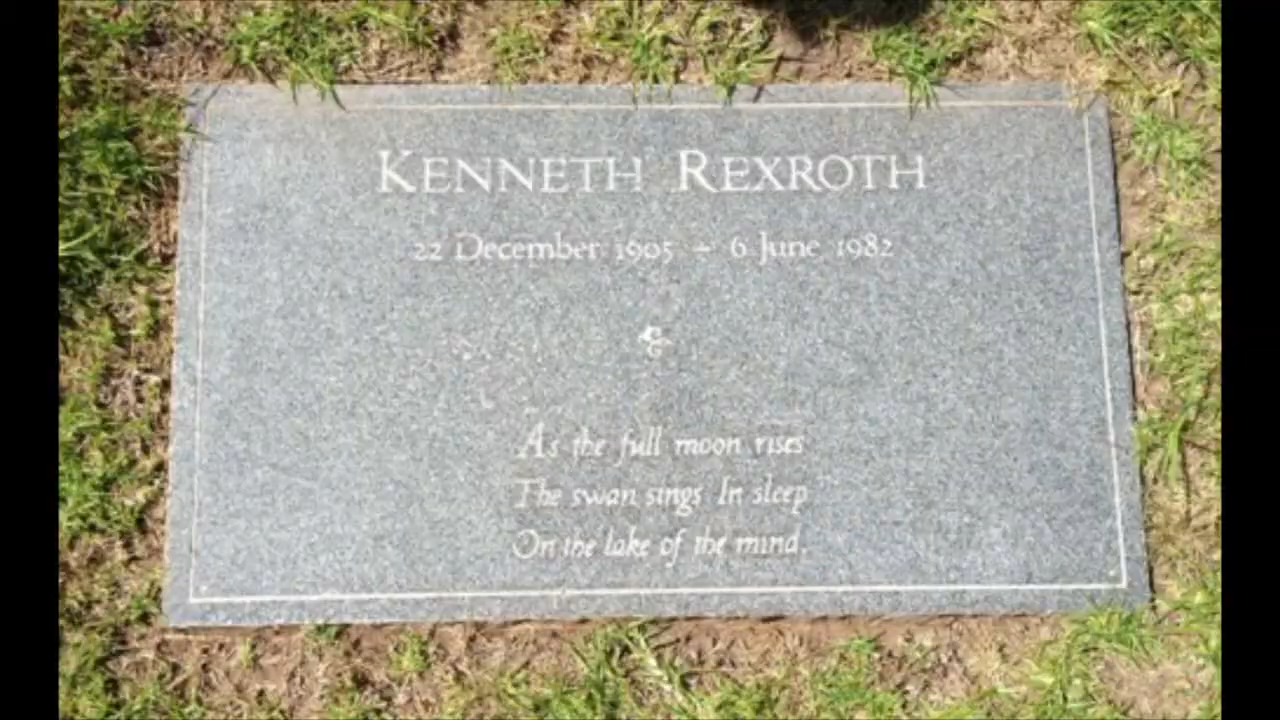 KENNETH REXROTH
22 December 1905 – 6 June 1982
As the full moon rises
The swan sings In sleep
On the lake of the mind.